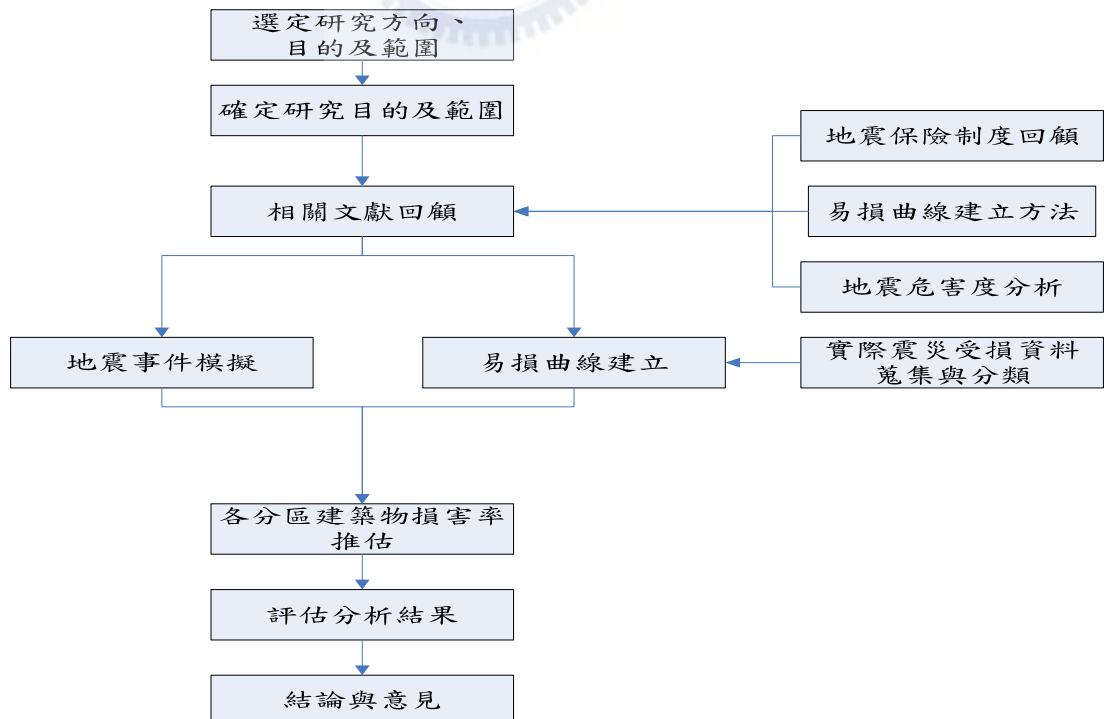 選定研究方向、
目的及範圍
確定研究目的及範圍
地震保險制度回顧
相關文獻回顧
易損曲線建立方法
地震危害度分析
地震事件模擬
易損曲線建立
實際震災受損資料
蒐集與分類
各分區建築物損害率
推估
評估分析結果
結論與意見